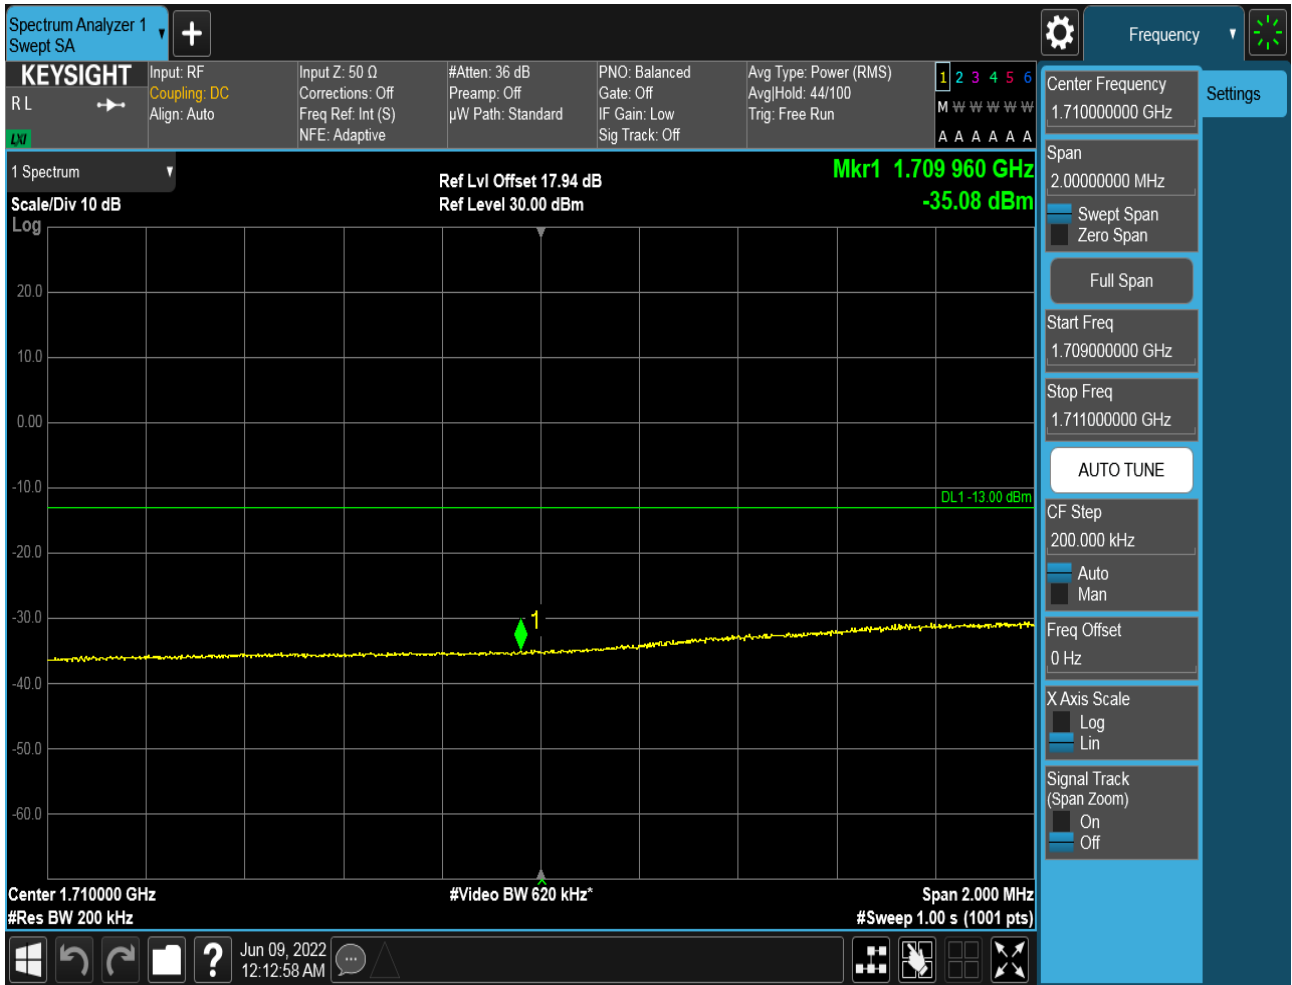 Spectrum Analyzer 1
Swept SA
Frequency
KEYSIGHT
R L
LXI
Input: RF
Coupling: DC
Align: Auto
Input Z: 50 Ω
Corrections: Off
Freq Ref: Int (S)
NFE: Adaptive
#Atten: 36 dB
Preamp: Off
µW Path: Standard
PNO: Balanced
Gate: Off
IF Gain: Low
Sig Track: Off
Avg Type: Power (RMS)
Avg|Hold: 44/100
Trig: Free Run
1 2 3 4 5 6
M W W W W W
A A A A A A
1 Spectrum
Scale/Div 10 dB
Log
Ref Lvl Offset 17.94 dB
Ref Level 30.00 dBm
Mkr1 1.709 960 GHz
-35.08 dBm
20.0
10.0
0.00
-10.0
DL1 -13.00 dBm
-20.0
-30.0
1
-40.0
-50.0
-60.0
Center 1.710000 GHz
#Video BW 620 kHz*
Span 2.000 MHz
#Res BW 200 kHz
#Sweep 1.00 s (1001 pts)
Center Frequency
1.710000000 GHz
Settings
Span
2.00000000 MHz
Swept Span
Zero Span
Full Span
Start Freq
1.709000000 GHz
Stop Freq
1.711000000 GHz
AUTO TUNE
CF Step
200.000 kHz
Auto
Man
Freq Offset
0 Hz
X Axis Scale
Log
Lin
Signal Track
(Span Zoom)
On
Off
?
Jun 09, 2022
12:12:58 AM